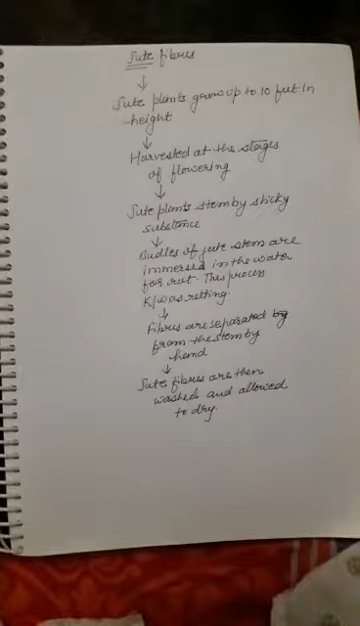 Jute fibres
↓
Jute plants grow up to 10 feet in
height
↓
Harvested at the stages
of flowering
↓
Jute plants stem by sticky
substance
↓
Budles of jute stem are
immersed in the water
for rat. This process
K/w as retting.
↓
Fibres are separated by
from the stem by
hand
↓
Jute fibres are then
washed and allowed
to dry.